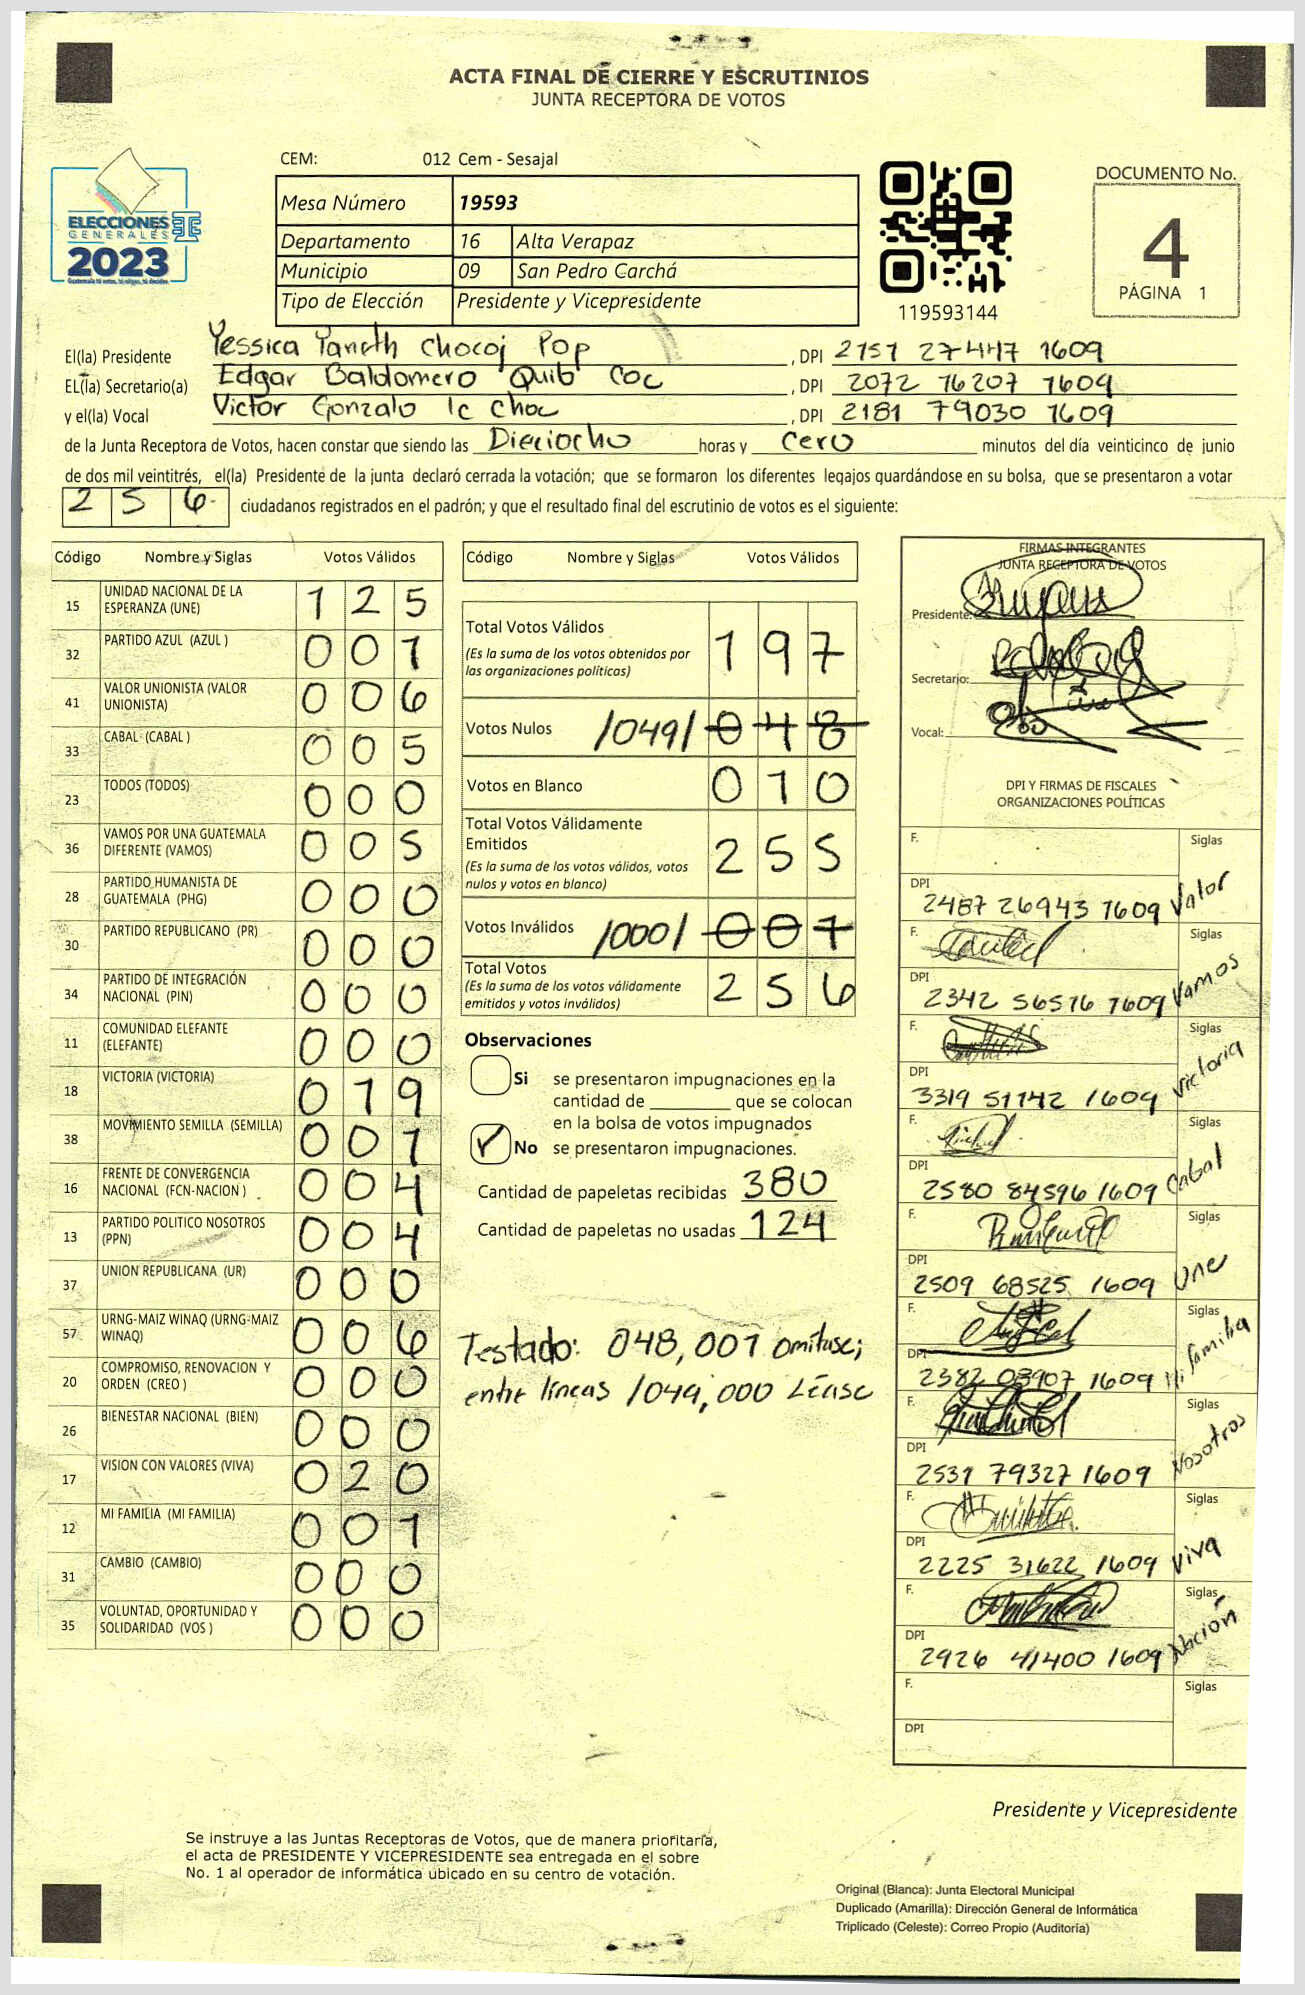 ACTA FINAL DE CIERRE Y ESCRUTINIOS
JUNTA RECEPTORA DE VOTOS
CEM: 012 Cem - Sesajal
ELECCIONES
GENERALES
2023
Mesa Número 19593
Departamento 16 Alta Verapaz
Municipio 09 San Pedro Carchá
Tipo de Elección Presidente y Vicepresidente
119593144
DOCUMENTO No.
4
PÁGINA 1
El(la) Presidente Yessica Yaneth Chocoj Pop , DPI 2151 27447 1609
EL(la) Secretario(a) Edgar Baldomero Quib Coc , DPI 2072 16207 1609
y el(la) Vocal Victor Gonzalo Ic Choc , DPI 2181 79030 1609
de la Junta Receptora de Votos, hacen constar que siendo las Dieciocho horas y cero minutos del día veinticinco de junio
de dos mil veintitrés, el(la) Presidente de la junta declaró cerrada la votación; que se formaron los diferentes legajos guardándose en su bolsa, que se presentaron a votar
256 ciudadanos registrados en el padrón; y que el resultado final del escrutinio de votos es el siguiente:
Código Nombre y Siglas Votos Válidos
15 UNIDAD NACIONAL DE LA ESPERANZA (UNE) 1 2 5
32 PARTIDO AZUL (AZUL ) 0 0 1
41 VALOR UNIONISTA (VALOR UNIONISTA) 0 0 6
33 CABAL (CABAL ) 0 0 5
23 TODOS (TODOS) 0 0 0
36 VAMOS POR UNA GUATEMALA DIFERENTE (VAMOS) 0 0 5
28 PARTIDO HUMANISTA DE GUATEMALA (PHG) 0 0 0
30 PARTIDO REPUBLICANO (PR) 0 0 0
34 PARTIDO DE INTEGRACIÓN NACIONAL (PIN) 0 0 0
11 COMUNIDAD ELEFANTE (ELEFANTE) 0 0 0
18 VICTORIA (VICTORIA) 0 1 9
38 MOVIMIENTO SEMILLA (SEMILLA) 0 0 1
16 FRENTE DE CONVERGENCIA NACIONAL (FCN-NACION ) 0 0 4
13 PARTIDO POLITICO NOSOTROS (PPN) 0 0 4
37 UNION REPUBLICANA (UR) 0 0 0
57 URNG-MAIZ WINAQ (URNG-MAIZ WINAQ) 0 0 6
20 COMPROMISO, RENOVACION Y ORDEN (CREO ) 0 0 0
26 BIENESTAR NACIONAL (BIEN) 0 0 0
17 VISION CON VALORES (VIVA) 0 2 0
12 MI FAMILIA (MI FAMILIA) 0 0 1
31 CAMBIO (CAMBIO) 0 0 0
35 VOLUNTAD, OPORTUNIDAD Y SOLIDARIDAD (VOS ) 0 0 0
Código Nombre y Siglas Votos Válidos
Total Votos Válidos 1 9 7
(Es la suma de los votos obtenidos por
las organizaciones políticas)
Votos Nulos /049/ 0 4 8
Votos en Blanco 0 1 0
Total Votos Válidamente
Emitidos 2 5 5
(Es la suma de los votos válidos, votos
nulos y votos en blanco)
Votos Inválidos /000/ 0 0 1
Total Votos 2 5 6
(Es la suma de los votos válidamente
emitidos y votos inválidos)
Observaciones
Si se presentaron impugnaciones en la
cantidad de ________ que se colocan
en la bolsa de votos impugnados
No se presentaron impugnaciones.
Cantidad de papeletas recibidas 380
Cantidad de papeletas no usadas 124
Testado: 048, 001 omitase;
entre líneas /049, 000 Léase
FIRMAS INTEGRANTES
JUNTA RECEPTORA DE VOTOS
Presidente:
Secretario:
Vocal:
DPI Y FIRMAS DE FISCALES
ORGANIZACIONES POLÍTICAS
F. Siglas
DPI 2487 26943 1609 Valor
F. Siglas
DPI 2342 56576 1609 Vamos
F. Siglas
DPI 3319 51742 1609 Victoria
F. Siglas
DPI 2580 84596 1609 Cabal
F. Siglas
DPI 2509 68525 1609 Une
F. Siglas
DPI 2382 03907 1609 Mi familia
F. Siglas
DPI 2531 79327 1609 Nosotros
F. Siglas
DPI 2225 31622 1609 Viva
F. Siglas
DPI 2926 41400 1609 Nación
F. Siglas
DPI
Presidente y Vicepresidente
Se instruye a las Juntas Receptoras de Votos, que de manera prioritaria,
el acta de PRESIDENTE Y VICEPRESIDENTE sea entregada en el sobre
No. 1 al operador de informática ubicado en su centro de votación.
Original (Blanca): Junta Electoral Municipal
Duplicado (Amarilla): Dirección General de Informática
Triplicado (Celeste): Correo Propio (Auditoría)